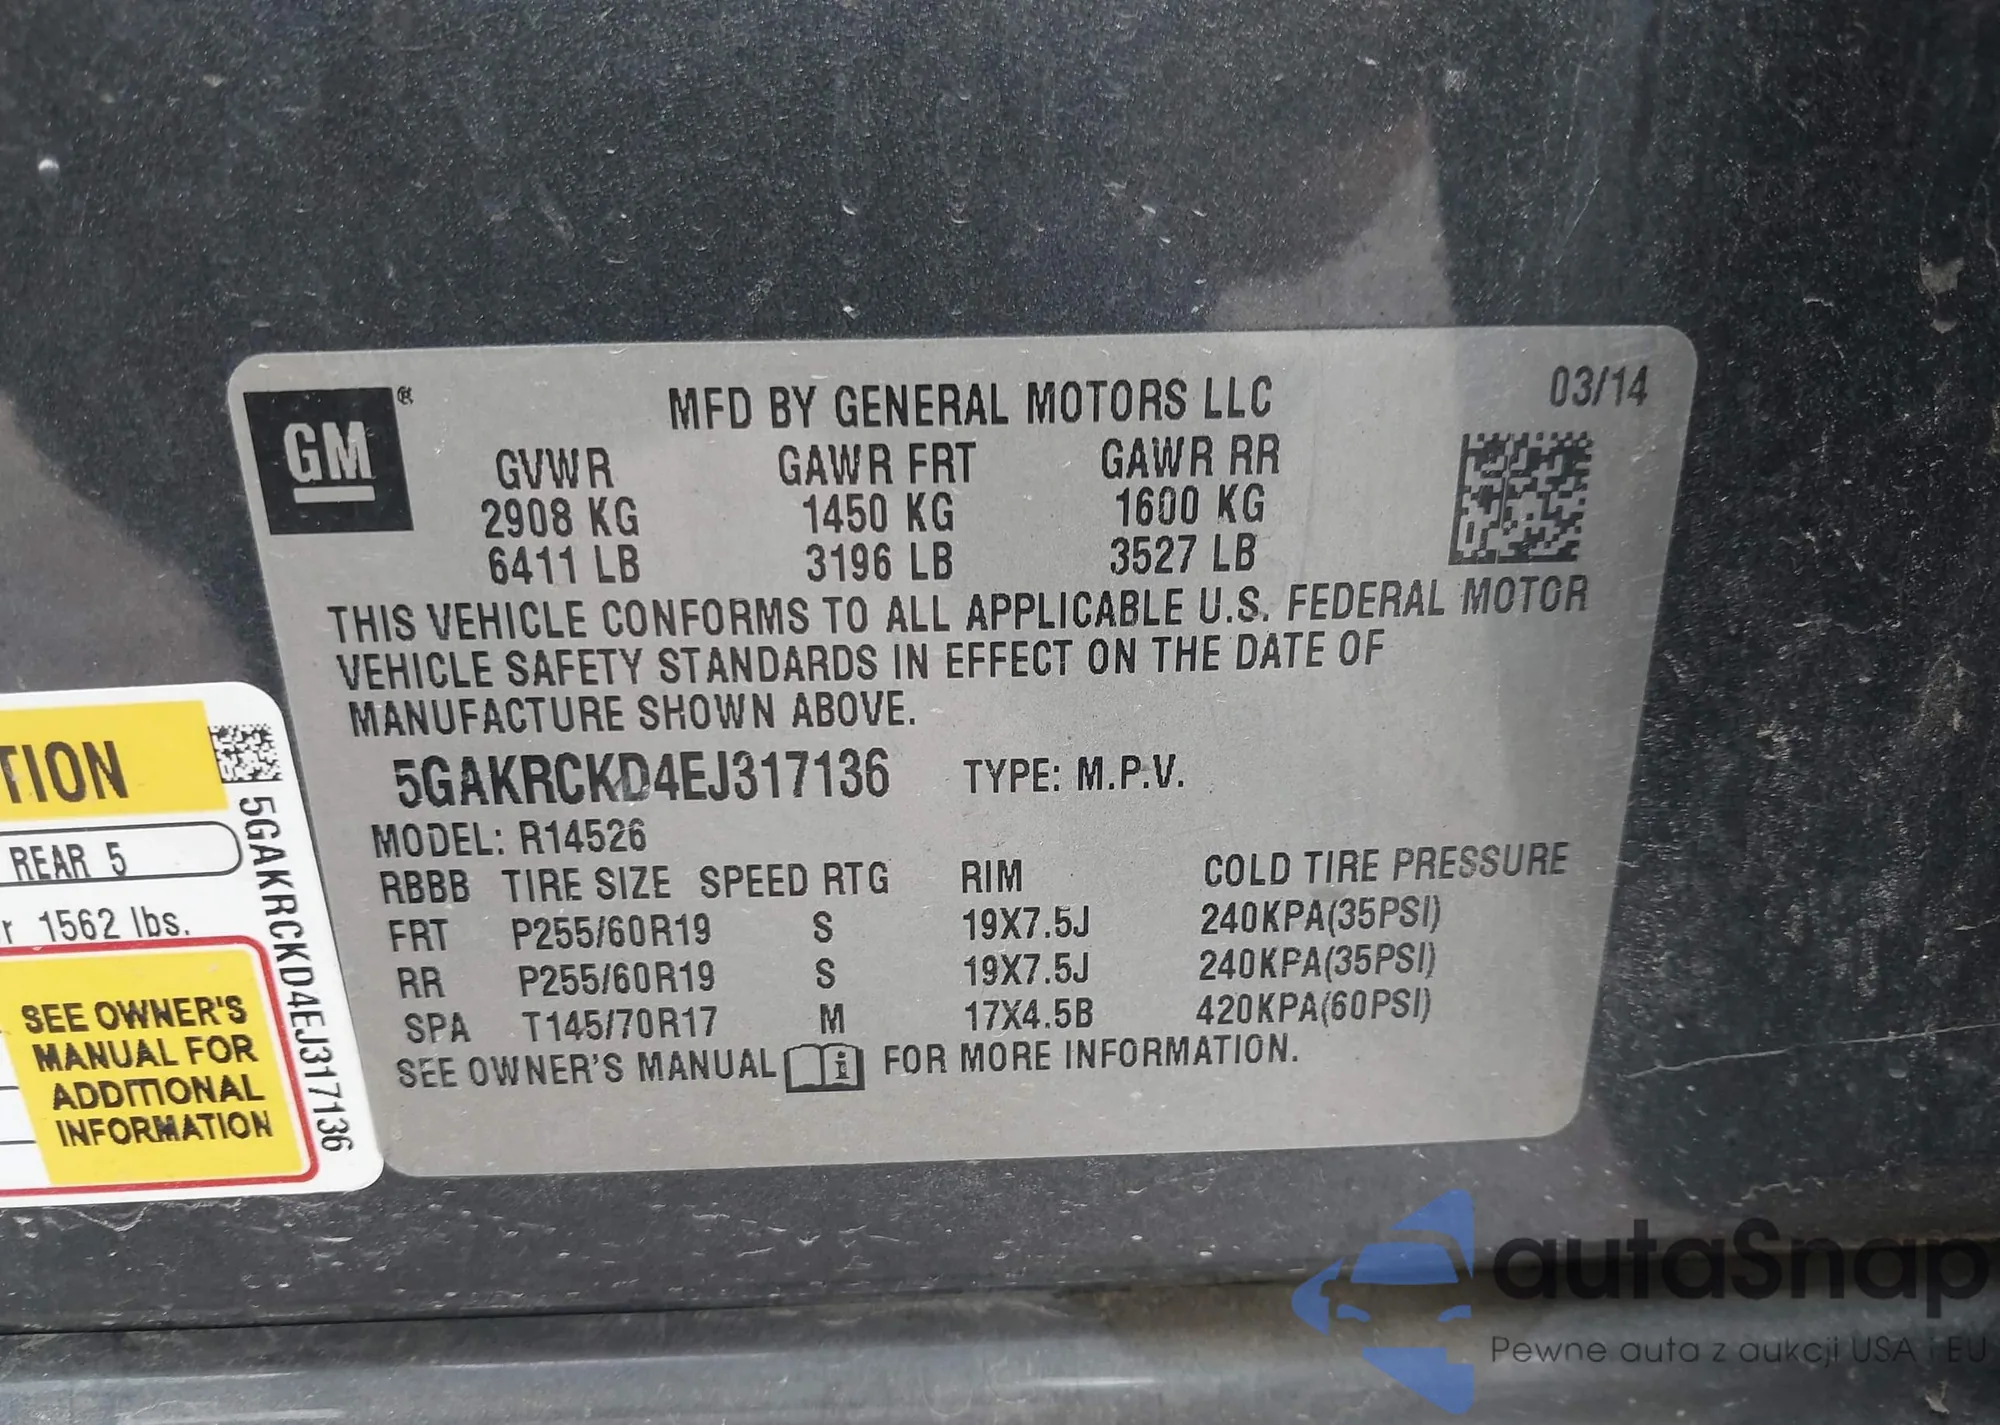 GM®
MFD BY GENERAL MOTORS LLC 03/14
GVWR GAWR FRT GAWR RR
2908 KG 1450 KG 1600 KG
6411 LB 3196 LB 3527 LB
THIS VEHICLE CONFORMS TO ALL APPLICABLE U.S. FEDERAL MOTOR
VEHICLE SAFETY STANDARDS IN EFFECT ON THE DATE OF
MANUFACTURE SHOWN ABOVE.
5GAKRCKD4EJ317136 TYPE: M.P.V.
MODEL: R14526
RBBB TIRE SIZE SPEED RTG RIM COLD TIRE PRESSURE
FRT P255/60R19 S 19X7.5J 240KPA(35PSI)
RR P255/60R19 S 19X7.5J 240KPA(35PSI)
SPA T145/70R17 M 17X4.5B 420KPA(60PSI)
SEE OWNER'S MANUAL FOR MORE INFORMATION.
TION
REAR 5
r 1562 lbs.
SEE OWNER'S
MANUAL FOR
ADDITIONAL
INFORMATION
5GAKRCKD4EJ317136
autaSnap
Pewne auta z aukcji USA i EU